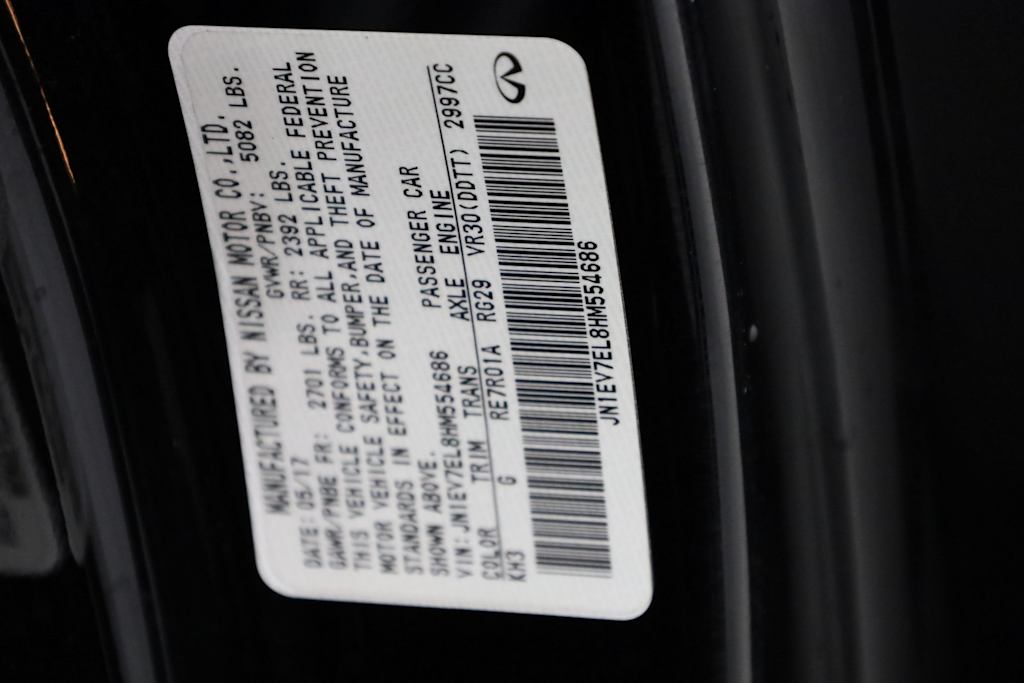 MANUFACTURED BY NISSAN MOTOR CO.,LTD.
DATE:05/17 GVWR/PNBV: 5082 LBS.
GAWR/PNBE FR: 2701 LBS. RR: 2392 LBS.
THIS VEHICLE CONFORMS TO ALL APPLICABLE FEDERAL
MOTOR VEHICLE SAFETY,BUMPER,AND THEFT PREVENTION
STANDARDS IN EFFECT ON THE DATE OF MANUFACTURE
SHOWN ABOVE.
VIN:JN1EV7EL8HM554686 PASSENGER CAR
COLOR TRIM TRANS AXLE ENGINE
KH3 G RE7R01A RG29 VR30(DDTT) 2997CC
JN1EV7EL8HM554686